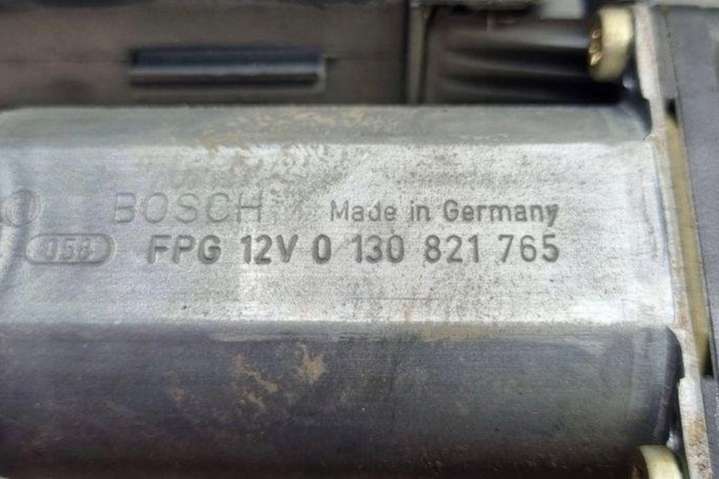 BOSCH Made in Germany
058 FPG 12V 0 130 821 765